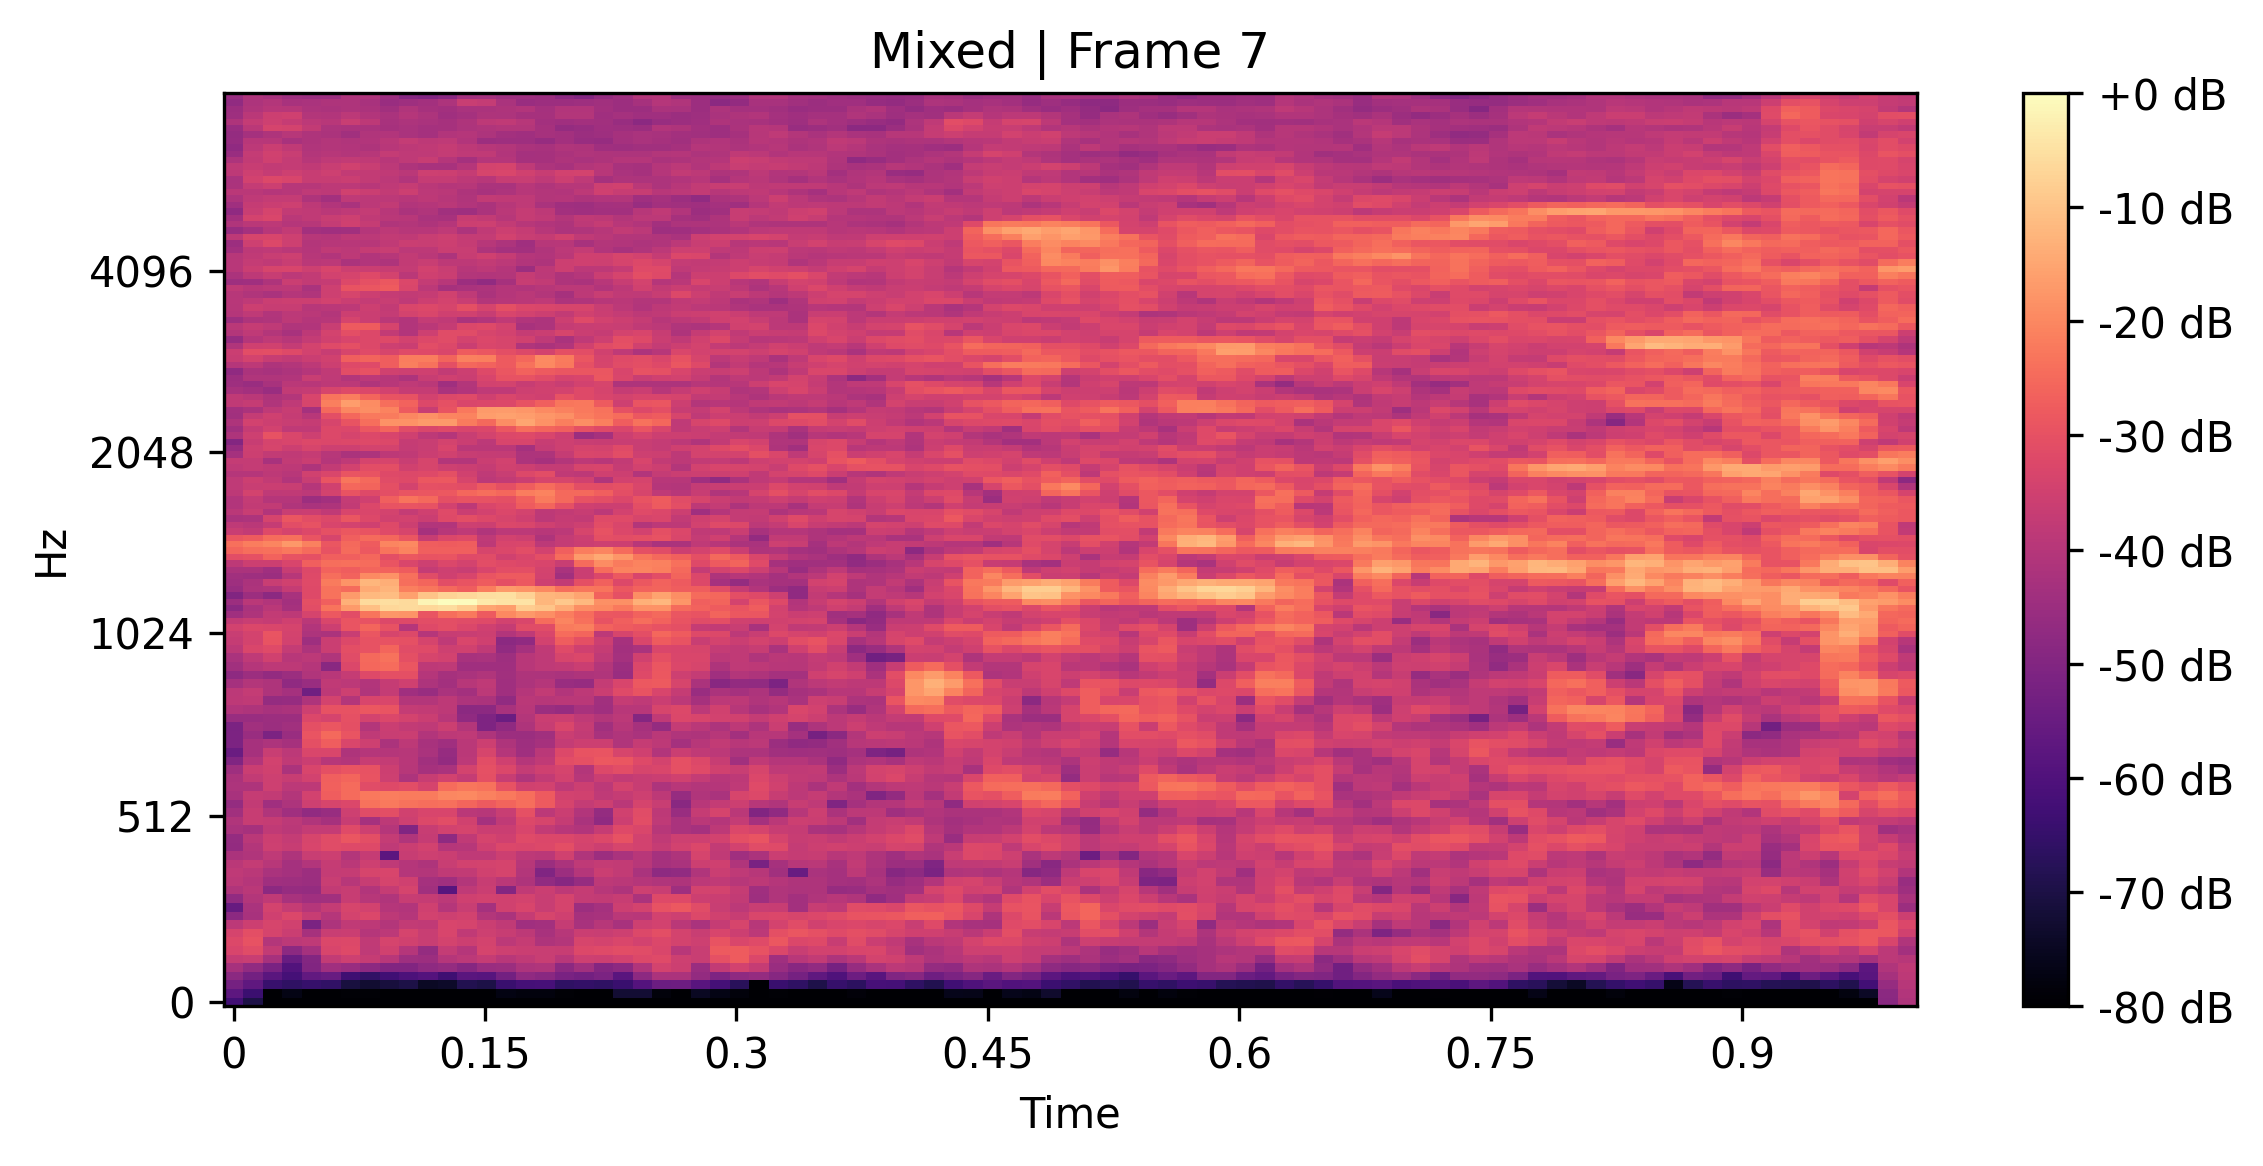 Mixed | Frame 7
+0 dB
-10 dB
-20 dB
-30 dB
-40 dB
-50 dB
-60 dB
-70 dB
-80 dB
Hz
4096
2048
1024
512
0
0 0.15 0.3 0.45 0.6 0.75 0.9
Time